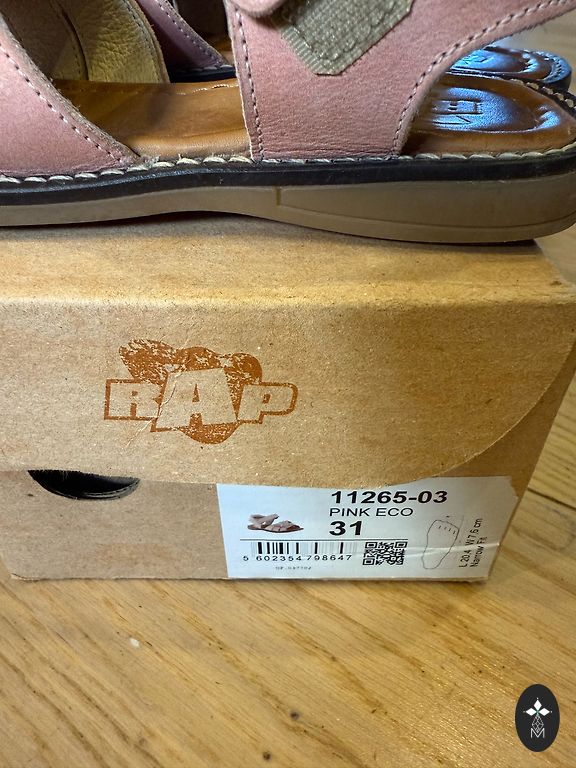 RAP
11265-03
PINK ECO
31
5 602354 798647
L 20,4 W 7,6 cm
Narrow Fit
M